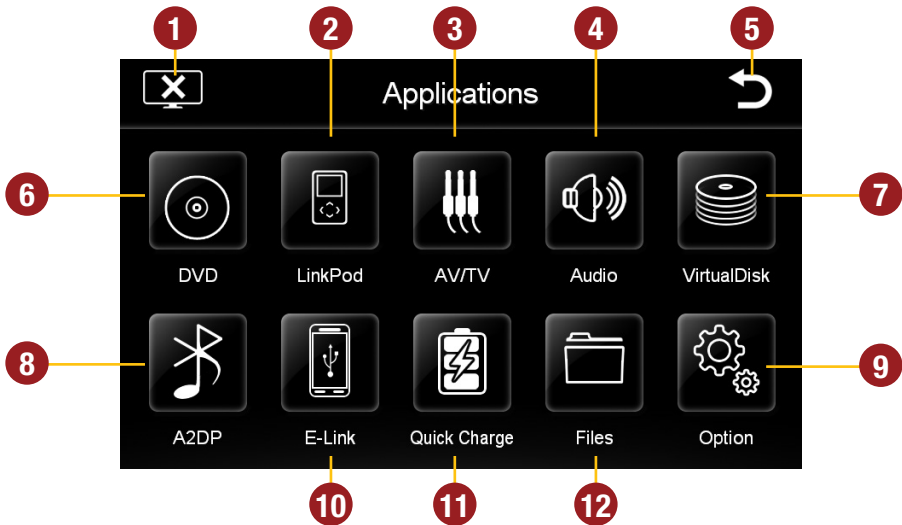 1 2 3 4 5
Applications
6 7
DVD LinkPod AV/TV Audio VirtualDisk
8 9
A2DP E-Link Quick Charge Files Option
10 11 12